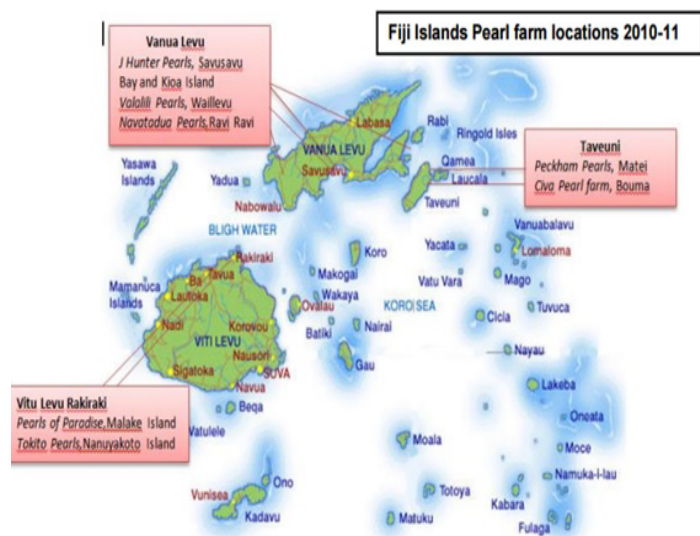 Fiji Islands Pearl farm locations 2010-11
Vanua Levu
J Hunter Pearls, Savusavu
Bay and Kioa Island
Valalili Pearls, Waillevu
Navatadua Pearls,Ravi Ravi
Taveuni
Peckham Pearls, Matei
Civa Pearl farm, Bouma
Labasa
Rabi
Ringold Isles
VANUA LEVU
Qamea
Savusavu
Laucala
Yasawa
Islands
Yadua
Taveuni
Nabowalu
Vanuabalavu
BLIGH WATER
Koro
Yacata
Lomaloma
Rakiraki
Tavua
Makogai
Vatu Vara
Mago
Ba
Mamanuca
Islands
Lautoka
Wakaya
Ovalau
KORO SEA
Tuvuca
Cicia
Nadi
Korovou
Batiki
Nairai
VITI LEVU
Nausori
Nayau
Gau
Sigatoka
SUVA
Navua
Lakeba
Vitu Levu Rakiraki
Pearls of Paradise,Malake Island
Tokito Pearls,Nanuyakoto Island
Beqa
Vatulele
Oneata
Moala
Moce
Ono
Namuka-i-lau
Vunisea
Totoya
Kabara
Kadavu
Matuku
Fulaga